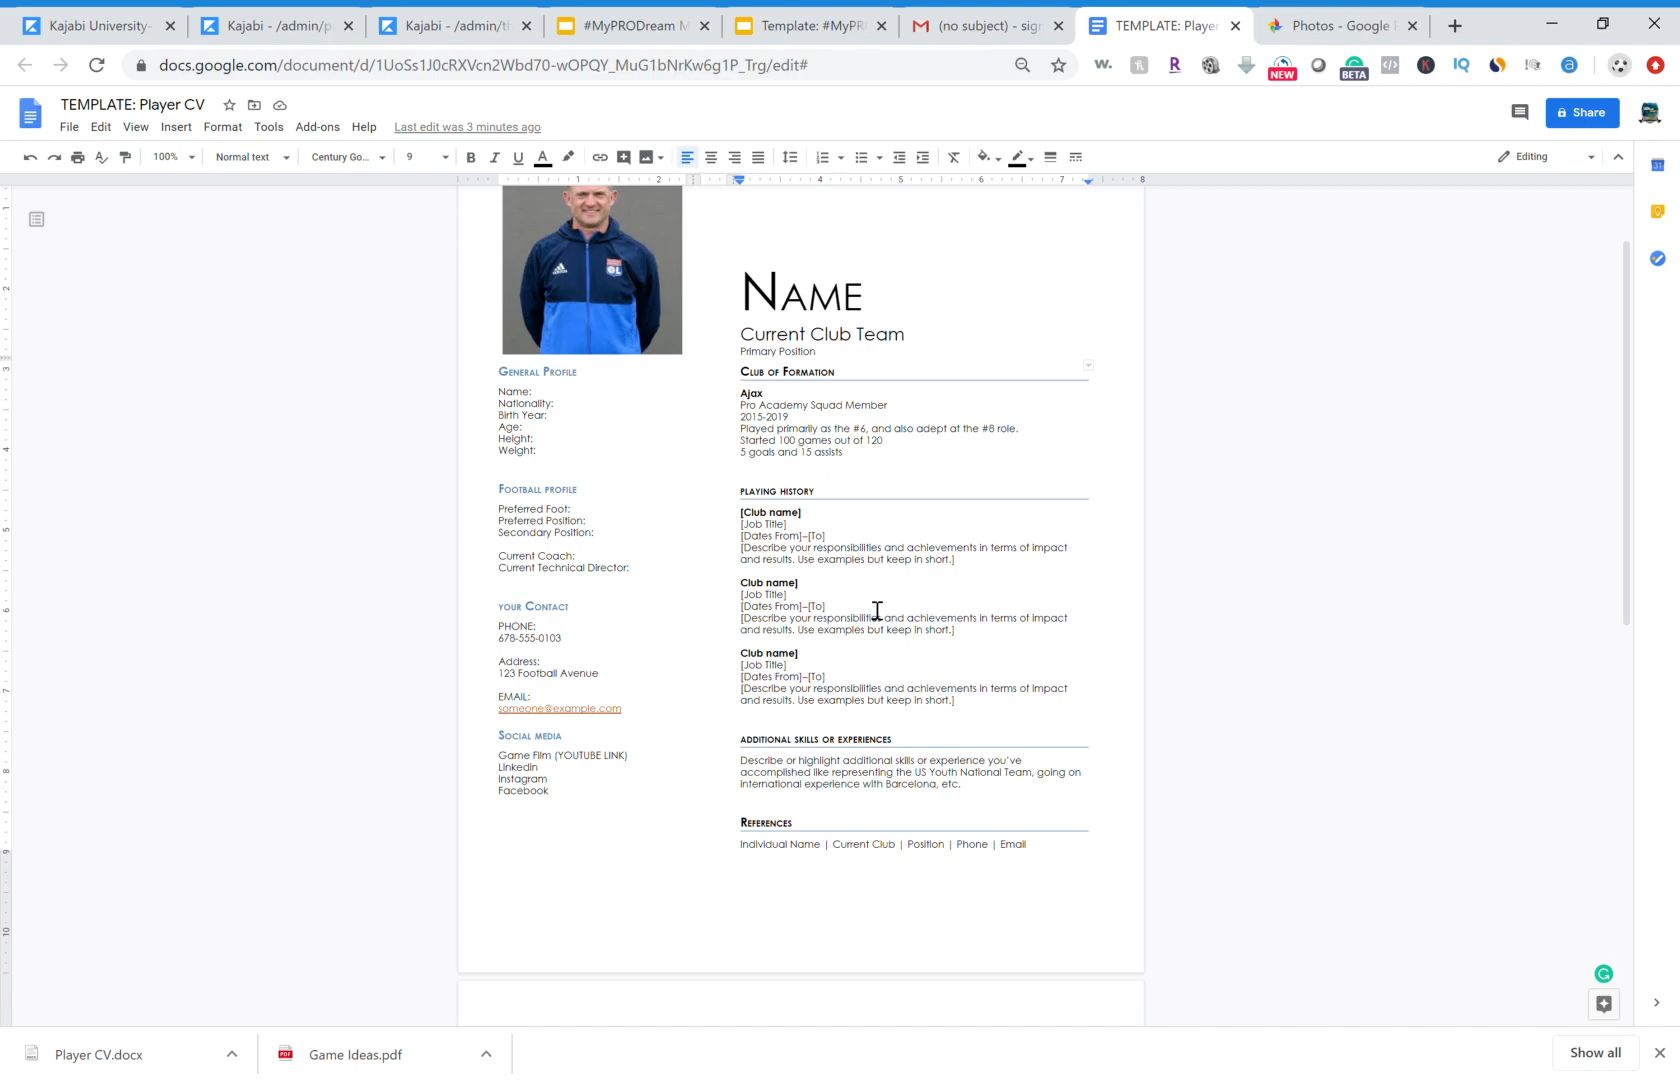 Kajabi University-
Kajabi - /admin/p
Kajabi - /admin/th
#MyPRODream M
Template: #MyPR
(no subject) - sig
TEMPLATE: Player
Photos - Google
docs.google.com/document/d/1UoSs1J0cRXVcn2Wbd70-wOPQY_MuG1bNrKw6g1P_Trg/edit#
NEW
BETA
IQ
TEMPLATE: Player CV
Share
File Edit View Insert Format Tools Add-ons Help Last edit was 3 minutes ago
100% Normal text Century Go... 9 B I U A Editing
1 2 4 5 6 7 8
OL
NAME
Current Club Team
Primary Position
GENERAL PROFILE
Name:
Nationality:
Birth Year:
Age:
Height:
Weight:
FOOTBALL PROFILE
Preferred Foot:
Preferred Position:
Secondary Position:
Current Coach:
Current Technical Director:
YOUR CONTACT
PHONE:
678-555-0103
Address:
123 Football Avenue
EMAIL:
someone@example.com
SOCIAL MEDIA
Game Film (YOUTUBE LINK)
Linkedin
Instagram
Facebook
CLUB OF FORMATION
Ajax
Pro Academy Squad Member
2015-2019
Played primarily as the #6, and also adept at the #8 role.
Started 100 games out of 120
5 goals and 15 assists
PLAYING HISTORY
[Club name]
[Job Title]
[Dates From]–[To]
[Describe your responsibilities and achievements in terms of impact
and results. Use examples but keep in short.]
Club name]
[Job Title]
[Dates From]–[To]
[Describe your responsibilities and achievements in terms of impact
and results. Use examples but keep in short.]
Club name]
[Job Title]
[Dates From]–[To]
[Describe your responsibilities and achievements in terms of impact
and results. Use examples but keep in short.]
ADDITIONAL SKILLS OR EXPERIENCES
Describe or highlight additional skills or experience you've
accomplished like representing the US Youth National Team, going on
international experience with Barcelona, etc.
REFERENCES
Individual Name | Current Club | Position | Phone | Email
Player CV.docx
Game Ideas.pdf
Show all